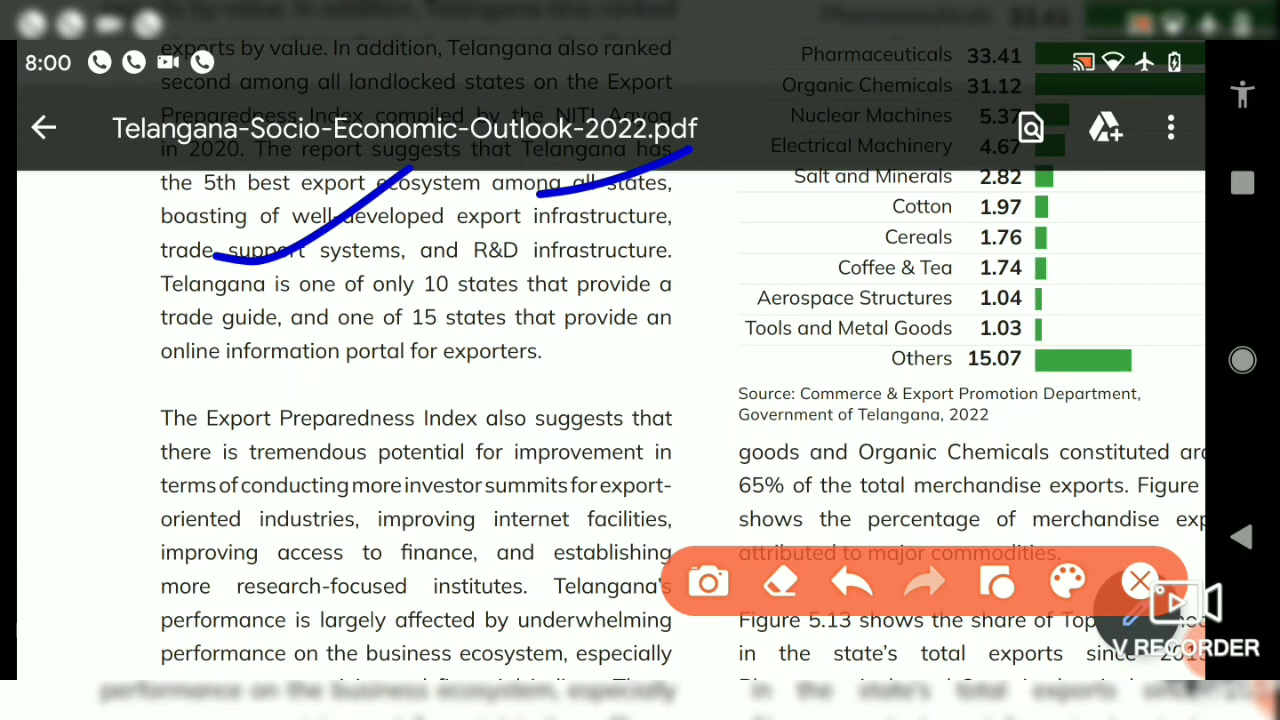 8:00
Telangana-Socio-Economic-Outlook-2022.pdf
exports by value. In addition, Telangana also ranked
second among all landlocked states on the Export
Preparedness Index compiled by the NITI Aayog
in 2020. The report suggests that Telangana has
the 5th best export ecosystem among all states,
boasting of well-developed export infrastructure,
trade support systems, and R&D infrastructure.
Telangana is one of only 10 states that provide a
trade guide, and one of 15 states that provide an
online information portal for exporters.
The Export Preparedness Index also suggests that
there is tremendous potential for improvement in
terms of conducting more investor summits for export-
oriented industries, improving internet facilities,
improving access to finance, and establishing
more research-focused institutes. Telangana's
performance is largely affected by underwhelming
performance on the business ecosystem, especially
Pharmaceuticals 33.41
Organic Chemicals 31.12
Nuclear Machines 5.37
Electrical Machinery 4.67
Salt and Minerals 2.82
Cotton 1.97
Cereals 1.76
Coffee & Tea 1.74
Aerospace Structures 1.04
Tools and Metal Goods 1.03
Others 15.07
Source: Commerce & Export Promotion Department,
Government of Telangana, 2022
goods and Organic Chemicals constituted
65% of the total merchandise exports. Figure
shows the percentage of merchandise
attributed to major commodities.
Figure 5.13 shows the share of Top
in the state's total exports since
V RECORDER